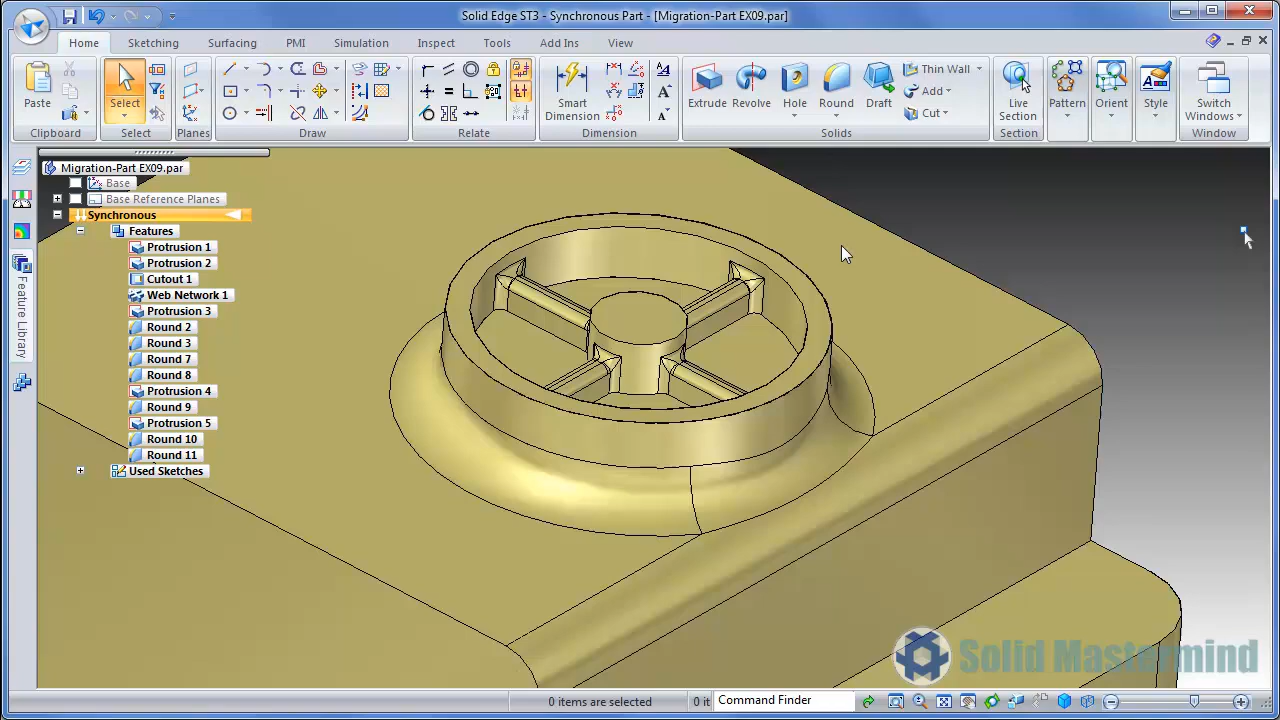 Solid Edge ST3 - Synchronous Part - [Migration-Part EX09.par]
Home Sketching Surfacing PMI Simulation Inspect Tools Add Ins View
Paste
Select
Smart
Dimension
Extrude Revolve Hole Round Draft
Thin Wall
Add
Cut
Live
Section
Pattern
Orient
Style
Switch
Windows
Clipboard Select Planes Draw Relate Dimension Solids Section Window
Migration-Part EX09.par
Base
Base Reference Planes
Synchronous
Features
Protrusion 1
Protrusion 2
Cutout 1
Web Network 1
Protrusion 3
Round 2
Round 3
Round 7
Round 8
Protrusion 4
Round 9
Protrusion 5
Round 10
Round 11
Used Sketches
Feature Library
Solid Mastermind
0 items are selected
0 it
Command Finder